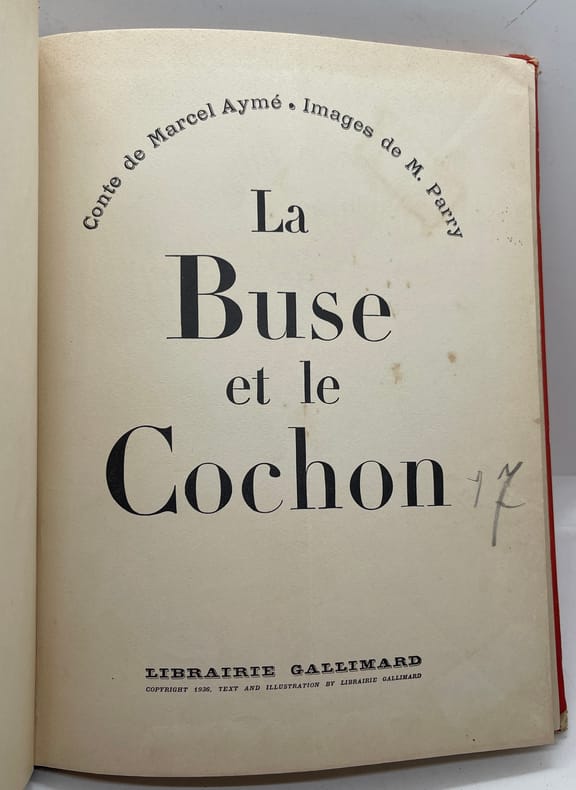 Conte de Marcel Aymé • Images de M. Parry
La
Buse
et le
Cochon
17
LIBRAIRIE GALLIMARD
COPYRIGHT 1936, TEXT AND ILLUSTRATION BY LIBRAIRIE GALLIMARD